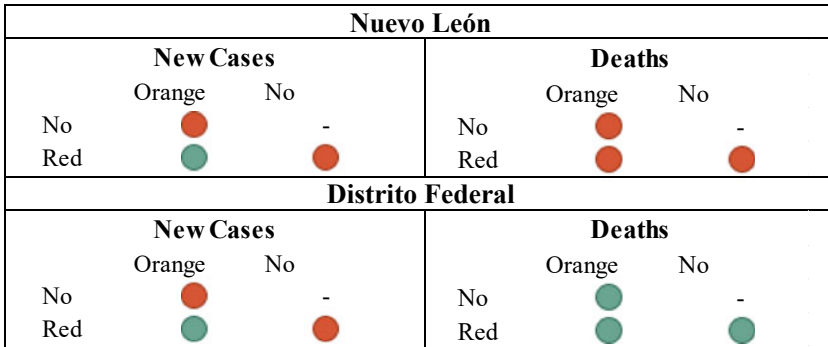 Nuevo León
New Cases Deaths
Orange No Orange No
No - No -
Red Red
Distrito Federal
New Cases Deaths
Orange No Orange No
No - No -
Red Red